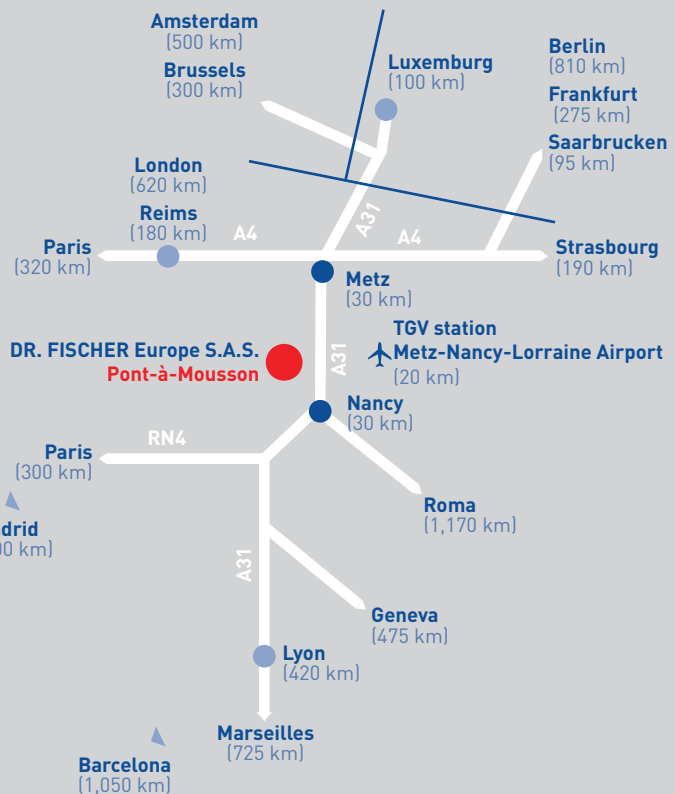 Amsterdam
(500 km)
Brussels
(300 km)
Luxemburg
(100 km)
Berlin
(810 km)
Frankfurt
(275 km)
Saarbrucken
(95 km)
London
(620 km)
Reims
(180 km)
A31
Paris
(320 km)
A4
A4
Strasbourg
(190 km)
Metz
(30 km)
DR. FISCHER Europe S.A.S.
Pont-à-Mousson
A31
TGV station
Metz-Nancy-Lorraine Airport
(20 km)
Nancy
(30 km)
Paris
(300 km)
RN4
Roma
(1,170 km)
drid
00 km)
A31
Geneva
(475 km)
Lyon
(420 km)
Marseilles
(725 km)
Barcelona
(1,050 km)